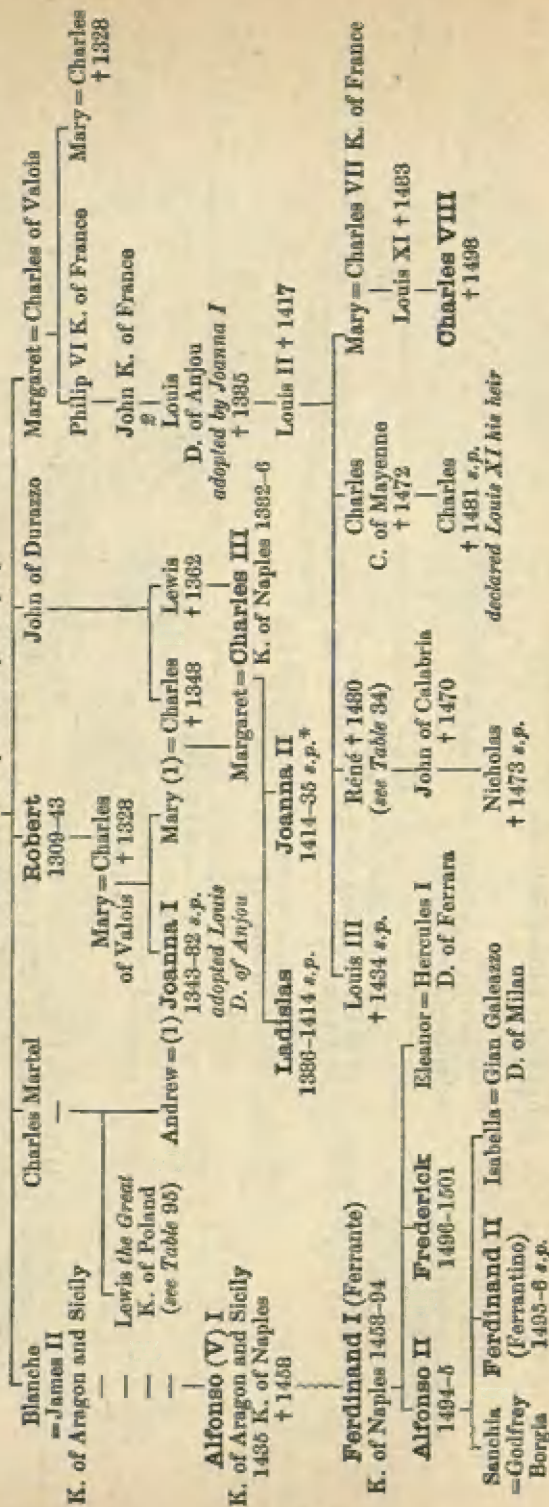 Blanche
=James II
K. of Aragon and Sicily
Charles Martel
Robert
1309-43
John of Durazzo
Margaret=Charles of Valois
Mary=Charles
of Valois † 1328
Philip VI K. of France
Mary=Charles
† 1328
Lewis the Great
K. of Poland
(see Table 95)
Andrew=(1) Joanna I
1343-82 s.p.
adopted Louis
D. of Anjou
Mary (1)=Charles
† 1348
Lewis
† 1362
John K. of France
2
Louis
D. of Anjou
adopted by Joanna I
† 1385
Margaret=Charles III
K. of Naples 1382-6
Louis II † 1417
Alfonso (V) I
K. of Aragon and Sicily
1435 K. of Naples
† 1458
Ladislas
1386-1414 s.p.
Joanna II
1414-35 s.p.*
Louis III
† 1434 s.p.
Réné † 1480
(see Table 34)
Charles
C. of Mayenne
† 1472
Mary=Charles VII K. of France
Ferdinand I (Ferrante)
K. of Naples 1458-94
John of Calabria
† 1470
Charles
† 1481 s.p.
declared Louis XI his heir
Louis XI † 1483
Alfonso II
1494-5
Frederick
1496-1501
Eleanor=Hercules I
D. of Ferrara
Nicholas
† 1473 s.p.
Charles VIII
† 1498
Sanchia
=Godfrey
Borgia
Ferdinand II
(Ferrantino)
1495-6 s.p.
Isabella=Gian Galeazzo
D. of Milan